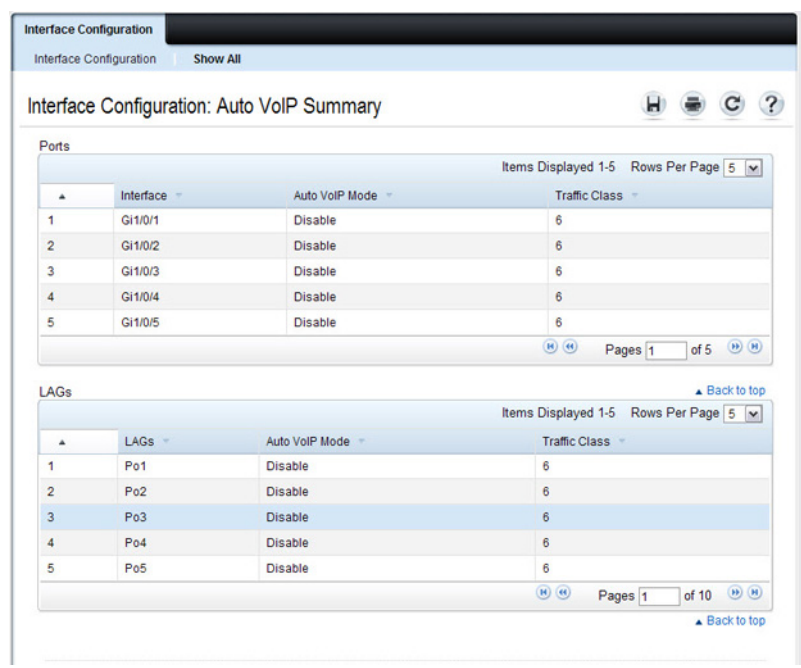 Interface Configuration
Interface Configuration Show All
Interface Configuration: Auto VoIP Summary
Ports
Items Displayed 1-5 Rows Per Page 5
Interface Auto VoIP Mode Traffic Class
1 Gi1/0/1 Disable 6
2 Gi1/0/2 Disable 6
3 Gi1/0/3 Disable 6
4 Gi1/0/4 Disable 6
5 Gi1/0/5 Disable 6
Pages 1 of 5
LAGs Back to top
Items Displayed 1-5 Rows Per Page 5
LAGs Auto VoIP Mode Traffic Class
1 Po1 Disable 6
2 Po2 Disable 6
3 Po3 Disable 6
4 Po4 Disable 6
5 Po5 Disable 6
Pages 1 of 10
Back to top